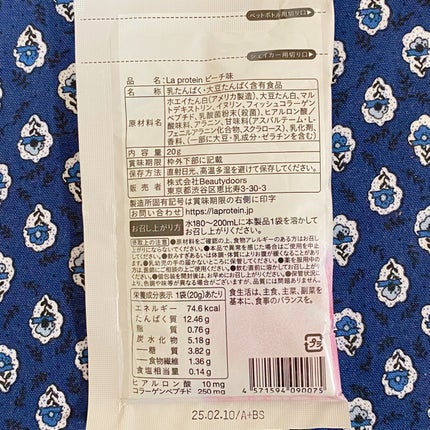 ペットボトル用切り口▷
シェイカー用切り口▷
品名：La protein ピーチ味
名称 乳たんぱく・大豆たんぱく含有食品
原材料名 ホエイたん白(アメリカ製造)、大豆たん白、マル
トデキストリン、イヌリン、フィッシュコラーゲン
ペプチド、乳酸菌粉末(殺菌)、ヒアルロン酸/
酸味料、アラニン、甘味料(アスパルテーム・L-
フェニルアラニン化合物、スクラロース)、乳化剤、
香料、(一部に大豆・乳成分・ゼラチンを含む)
内容量 20g
賞味期限 枠外下部に記載
保存方法 直射日光、高温多湿を避けて保存してください。
販売者 株式会社Beautydoors
東京都渋谷区恵比寿3-30-3
製造所固有記号は賞味期限の右側に印字
お問い合わせ https://laprotein.jp
お召し上がり方 水180〜200mLに本製品1袋を溶かして
お召し上がりください。
食生活は、主食、主菜、副菜を
基本に、食事のバランスを。
栄養成分表示 1袋(20g)あたり
エネルギー 74.6kcal
たんぱく質 12.46g
脂質 0.76g
炭水化物 5.18g
ー糖質 3.82g
ー食物繊維 1.36g
食塩相当量 0.14g
ヒアルロン酸 10mg
コラーゲンペプチド 250mg
4 571594 090075
25.02.10/A+BS